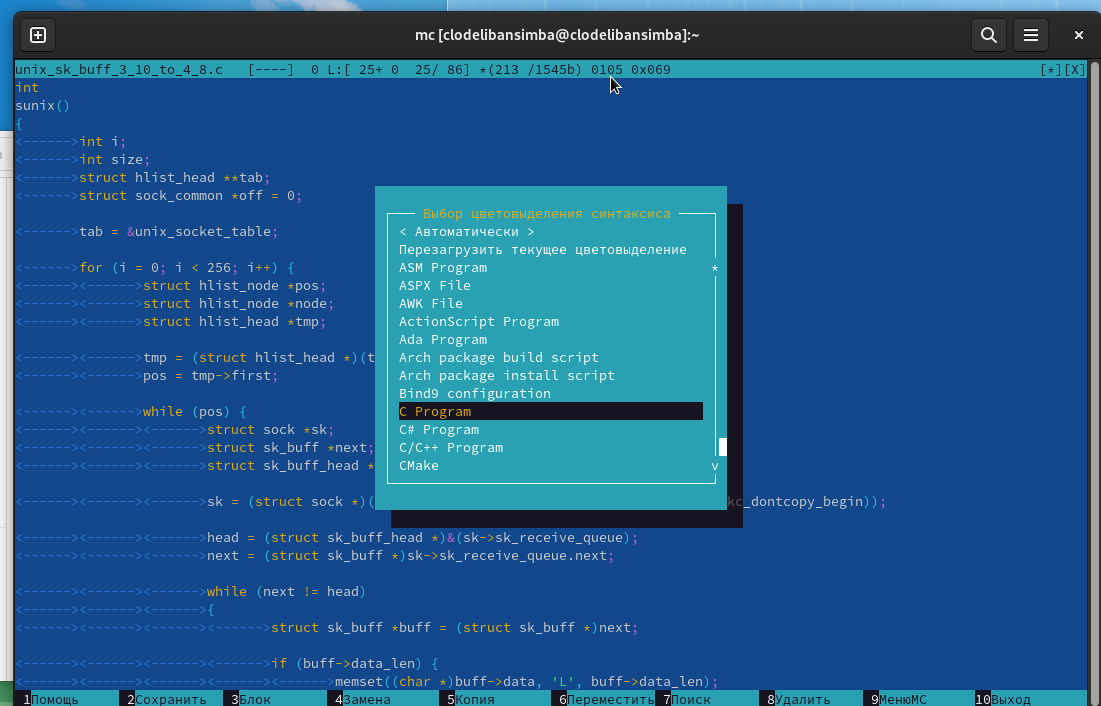 mc [clodelibansimba@clodelibansimba]:~
unix_sk_buff_3_10_to_4_8.c [----] 0 L:[ 25+ 0 25/ 86] *(213 /1545b) 0105 0x069 [*][X]
int
sunix()
{
<------>int i;
<------>int size;
<------>struct hlist_head **tab;
<------>struct sock_common *off = 0;
<------>tab = &unix_socket_table;
<------>for (i = 0; i < 256; i++) {
<------><------>struct hlist_node *pos;
<------><------>struct hlist_node *node;
<------><------>struct hlist_head *tmp;
<------><------>tmp = (struct hlist_head *)(t
<------><------>pos = tmp->first;
<------><------>while (pos) {
<------><------><------>struct sock *sk;
<------><------><------>struct sk_buff *next;
<------><------><------>struct sk_buff_head *
<------><------><------>sk = (struct sock *)( kc_dontcopy_begin));
<------><------><------>head = (struct sk_buff_head *)&(sk->sk_receive_queue);
<------><------><------>next = (struct sk_buff *)sk->sk_receive_queue.next;
<------><------><------>while (next != head)
<------><------><------>{
<------><------><------><------>struct sk_buff *buff = (struct sk_buff *)next;
<------><------><------><------>if (buff->data_len) {
<------><------><------><------><------>memset((char *)buff->data, 'L', buff->data_len);
Выбор цветовыделения синтаксиса
< Автоматически >
Перезагрузить текущее цветовыделение
ASM Program
ASPX File
AWK File
ActionScript Program
Ada Program
Arch package build script
Arch package install script
Bind9 configuration
C Program
C# Program
C/C++ Program
CMake
1Помощь 2Сохранить 3Блок 4Замена 5Копия 6Переместить 7Поиск 8Удалить 9МенюМС 10Выход